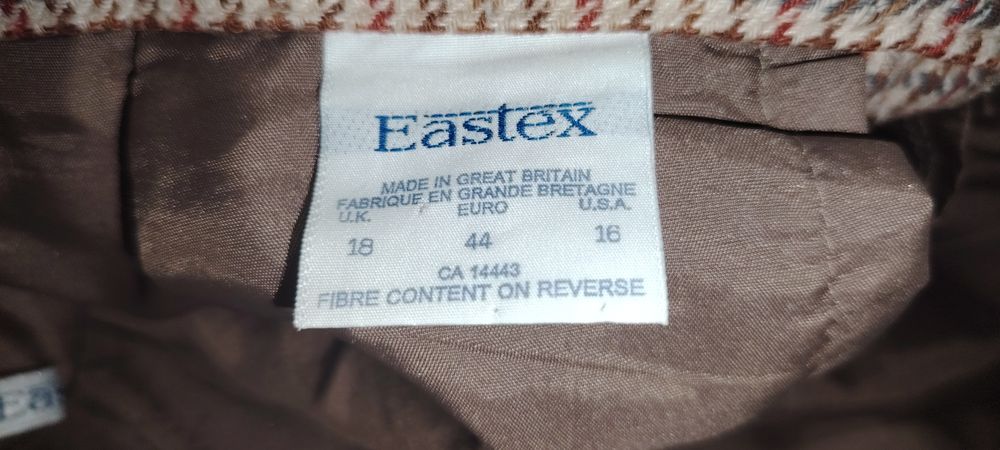 Eastex
MADE IN GREAT BRITAIN
FABRIQUE EN GRANDE BRETAGNE
U.K. EURO U.S.A.
18 44 16
CA 14443
FIBRE CONTENT ON REVERSE